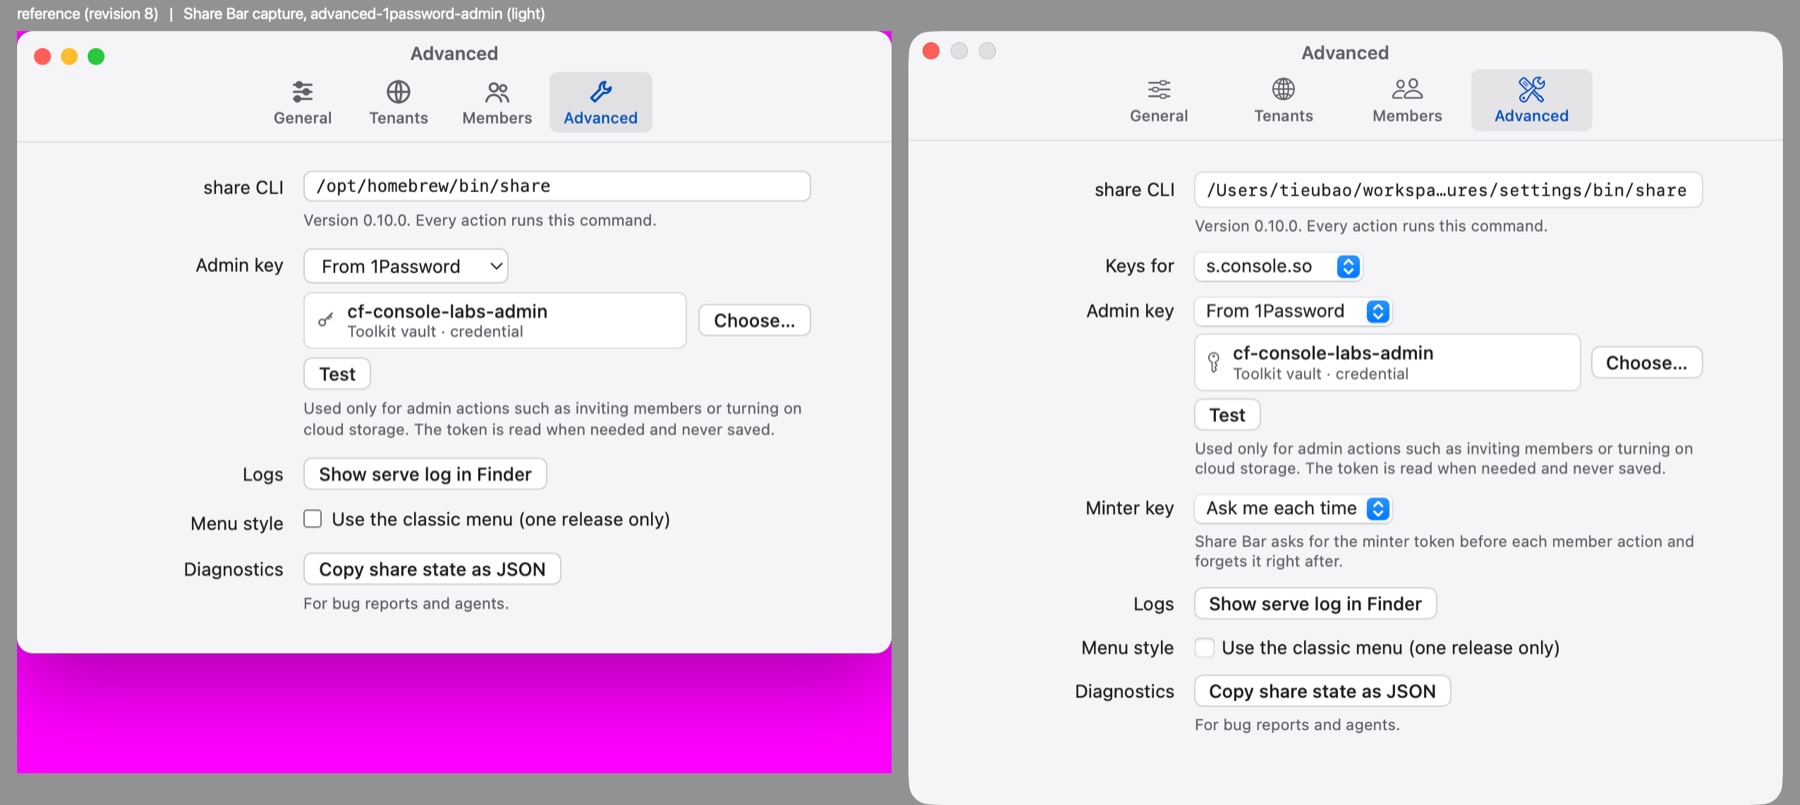 reference (revision 8) | Share Bar capture, advanced-1password-admin (light)
Advanced
General Tenants Members Advanced
share CLI /opt/homebrew/bin/share
Version 0.10.0. Every action runs this command.
Admin key From 1Password
cf-console-labs-admin
Toolkit vault · credential
Choose...
Test
Used only for admin actions such as inviting members or turning on
cloud storage. The token is read when needed and never saved.
Logs Show serve log in Finder
Menu style Use the classic menu (one release only)
Diagnostics Copy share state as JSON
For bug reports and agents.
Advanced
General Tenants Members Advanced
share CLI /Users/tieubao/workspa…ures/settings/bin/share
Version 0.10.0. Every action runs this command.
Keys for s.console.so
Admin key From 1Password
cf-console-labs-admin
Toolkit vault · credential
Choose...
Test
Used only for admin actions such as inviting members or turning on
cloud storage. The token is read when needed and never saved.
Minter key Ask me each time
Share Bar asks for the minter token before each member action and
forgets it right after.
Logs Show serve log in Finder
Menu style Use the classic menu (one release only)
Diagnostics Copy share state as JSON
For bug reports and agents.